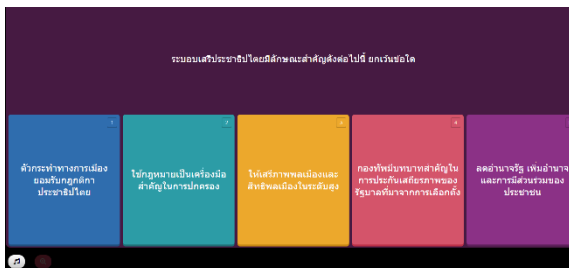 ระบอบเสรีประชาธิปไตยมีลักษณะสำคัญดังต่อไปนี้ ยกเว้นข้อใด
1
2
3
4
ตัวกระทำทางการเมือง
ยอมรับกฎกติกา
ประชาธิปไตย
ใช้กฎหมายเป็นเครื่องมือ
สำคัญในการปกครอง
ให้เสรีภาพพลเมืองและ
สิทธิพลเมืองในระดับสูง
กองทัพมีบทบาทสำคัญใน
การประกันเสถียรภาพของ
รัฐบาลที่มาจากการเลือกตั้ง
ลดอำนาจรัฐ เพิ่มอำนาจ
และการมีส่วนร่วมของ
ประชาชน